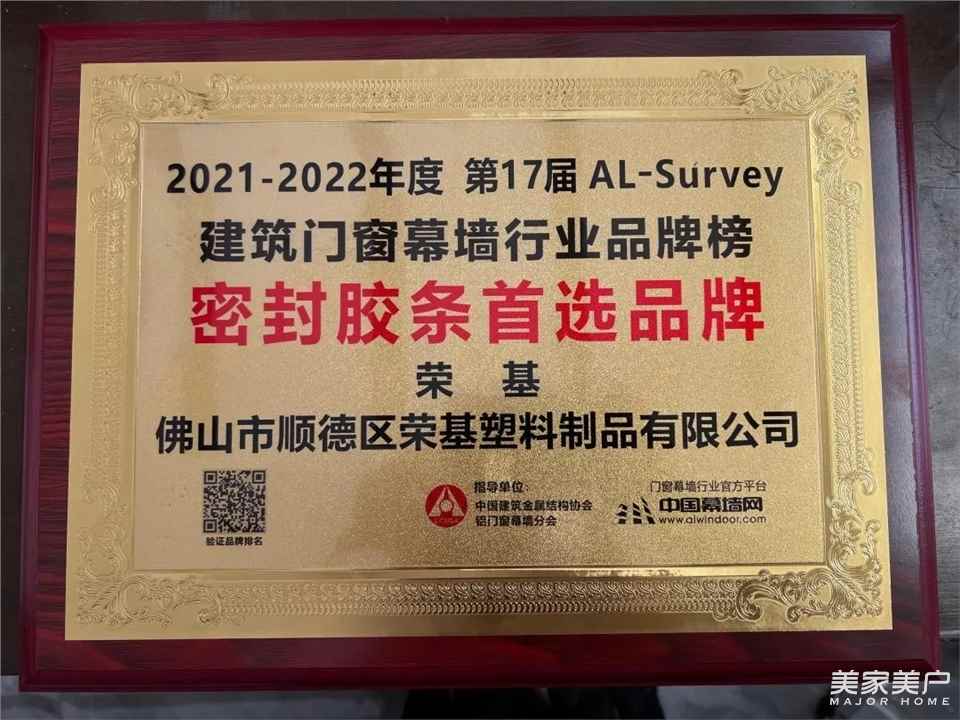 2021-2022年度 第17届 AL-Survey
建筑门窗幕墙行业品牌榜
密封胶条首选品牌
荣 基
佛山市顺德区荣基塑料制品有限公司
验证品牌排名
指导单位:
中国建筑金属结构协会
铝门窗幕墙分会
门窗幕墙行业官方平台
中国幕墙网
www.alwindoor.com
美家美户
MAJOR HOME